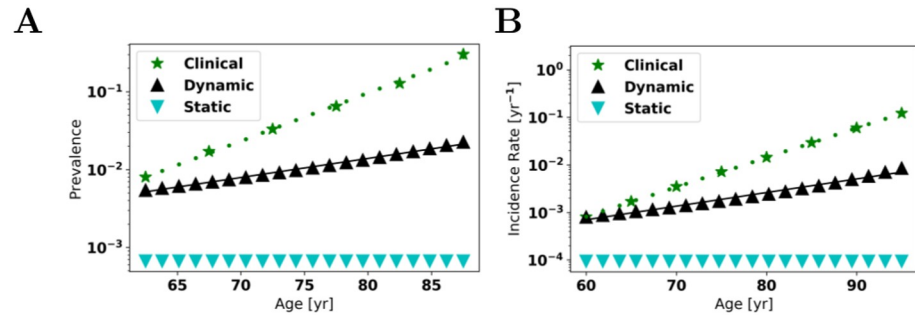 A
B
Clinical
Dynamic
Static
Prevalence
10⁻¹
10⁻²
10⁻³
65 70 75 80 85
Age [yr]
Clinical
Dynamic
Static
Incidence Rate [yr⁻¹]
10⁰
10⁻¹
10⁻²
10⁻³
10⁻⁴
60 70 80 90
Age [yr]